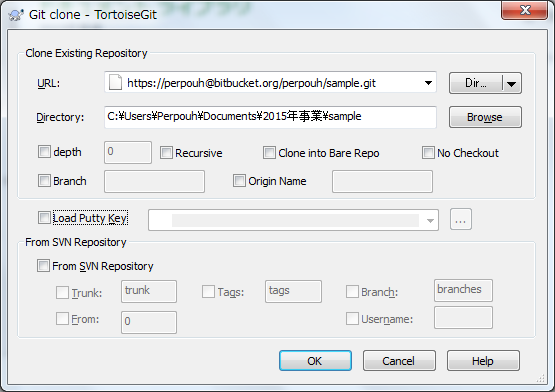 Git clone - TortoiseGit
Clone Existing Repository
URL: https://perpouh@bitbucket.org/perpouh/sample.git Dir...
Directory: C:¥Users¥Perpouh¥Documents¥2015年事業¥sample Browse
depth 0 Recursive Clone into Bare Repo No Checkout
Branch Origin Name
Load Putty Key ...
From SVN Repository
From SVN Repository
Trunk: trunk Tags: tags Branch: branches
From: 0 Username:
OK Cancel Help